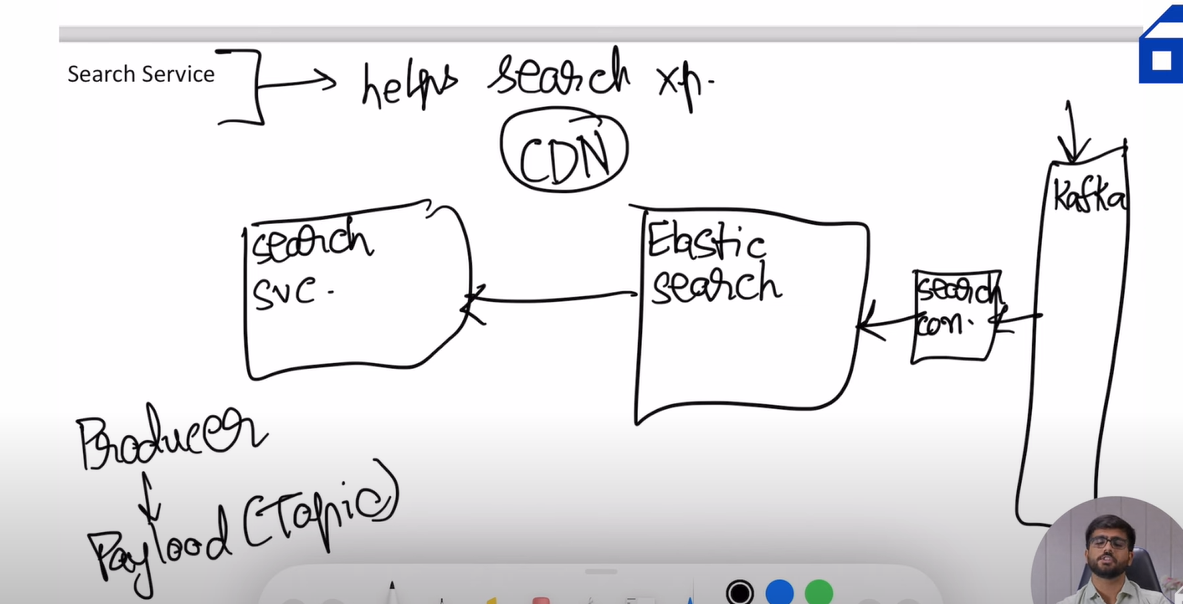 Search Service
helps search xp.
CDN
search
svc.
Elastic
search
search
con.
Kafka
Producer
Payload (Topic)